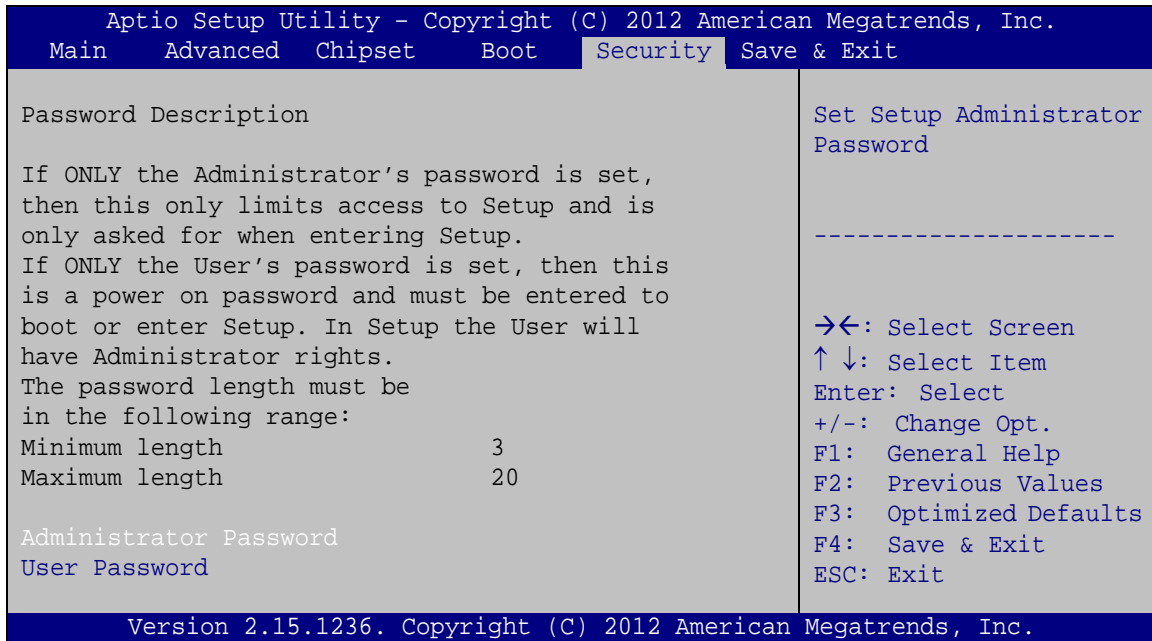 Aptio Setup Utility – Copyright (C) 2012 American Megatrends, Inc.
Main Advanced Chipset Boot Security Save & Exit
Password Description
If ONLY the Administrator’s password is set,
then this only limits access to Setup and is
only asked for when entering Setup.
If ONLY the User’s password is set, then this
is a power on password and must be entered to
boot or enter Setup. In Setup the User will
have Administrator rights.
The password length must be
in the following range:
Minimum length 3
Maximum length 20
Administrator Password
User Password
Set Setup Administrator
Password
---------------------
→←: Select Screen
↑ ↓: Select Item
Enter: Select
+/-: Change Opt.
F1: General Help
F2: Previous Values
F3: Optimized Defaults
F4: Save & Exit
ESC: Exit
Version 2.15.1236. Copyright (C) 2012 American Megatrends, Inc.